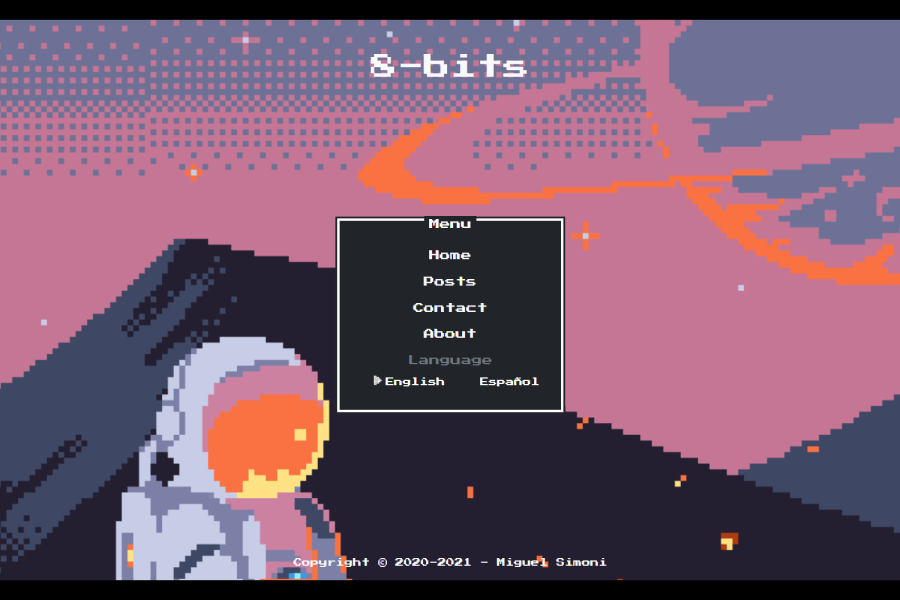 8-bits
Menu
Home
Posts
Contact
About
Language
English Español
Copyright © 2020-2021 - Miguel Simoni